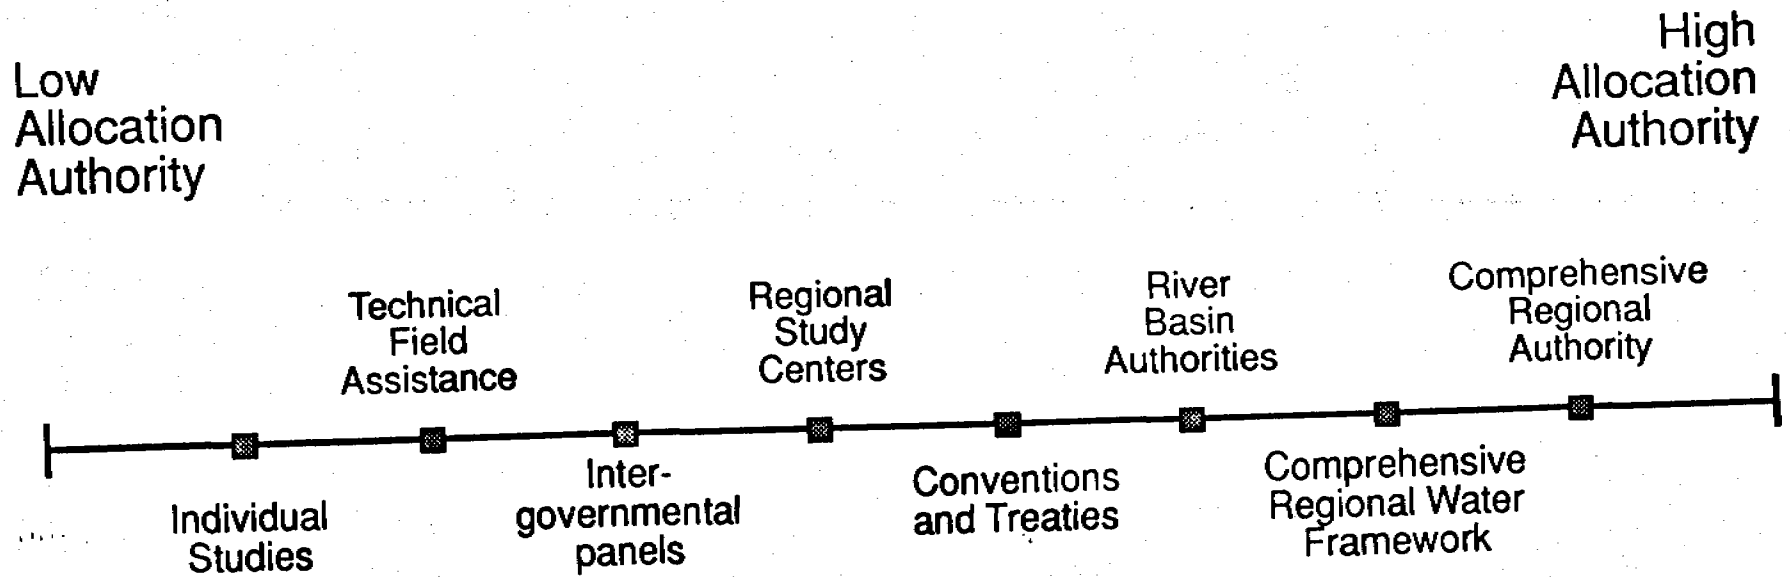 Low
Allocation
Authority
High
Allocation
Authority
Technical
Field
Assistance
Regional
Study
Centers
River
Basin
Authorities
Comprehensive
Regional
Authority
Individual
Studies
Inter-
governmental
panels
Conventions
and Treaties
Comprehensive
Regional Water
Framework